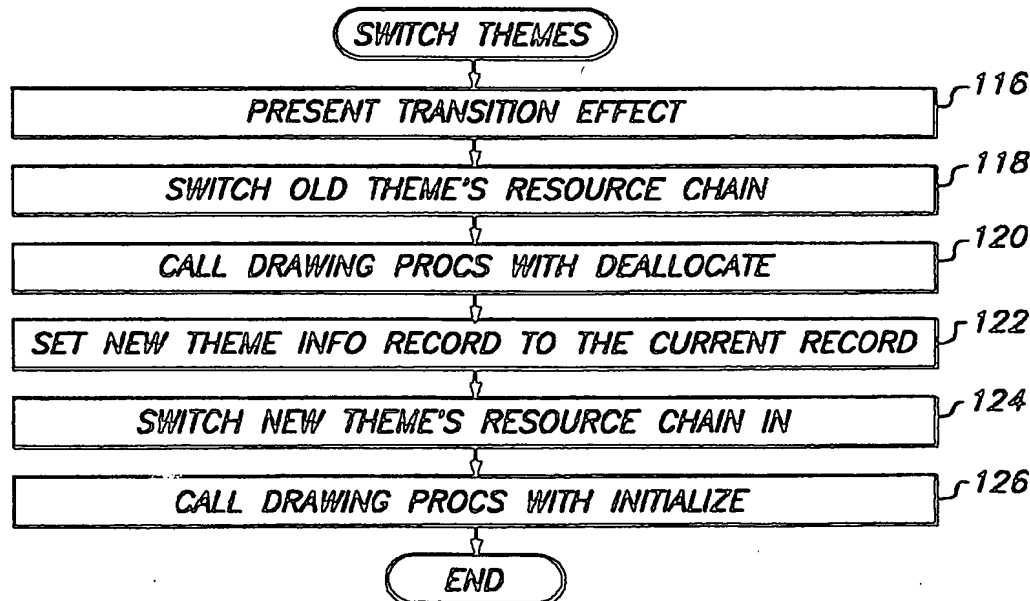 SWITCH THEMES
116
PRESENT TRANSITION EFFECT
118
SWITCH OLD THEME'S RESOURCE CHAIN
120
CALL DRAWING PROCS WITH DEALLOCATE
122
SET NEW THEME INFO RECORD TO THE CURRENT RECORD
124
SWITCH NEW THEME'S RESOURCE CHAIN IN
126
CALL DRAWING PROCS WITH INITIALIZE
END